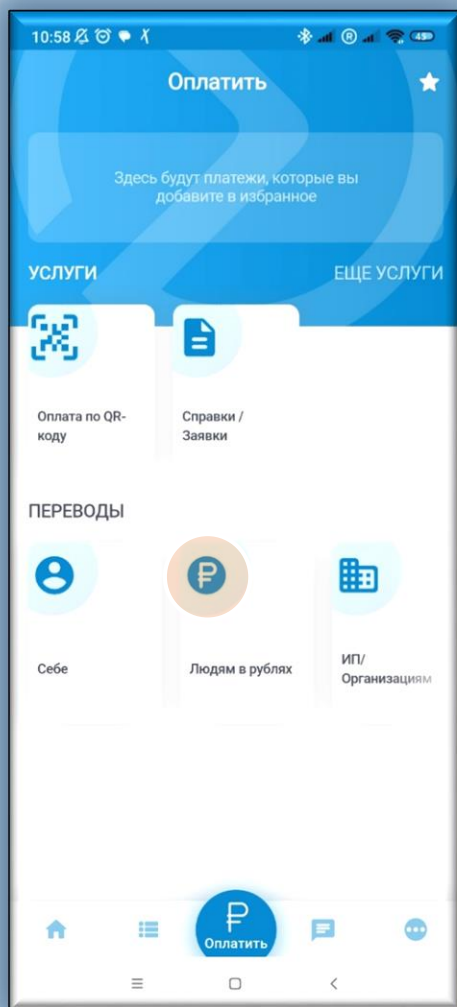 10:58
45
Оплатить
Здесь будут платежи, которые вы
добавите в избранное
УСЛУГИ
ЕЩЕ УСЛУГИ
Оплата по QR-
коду
Справки /
Заявки
ПЕРЕВОДЫ
Себе
Людям в рублях
ИП/
Организациям
Оплатить